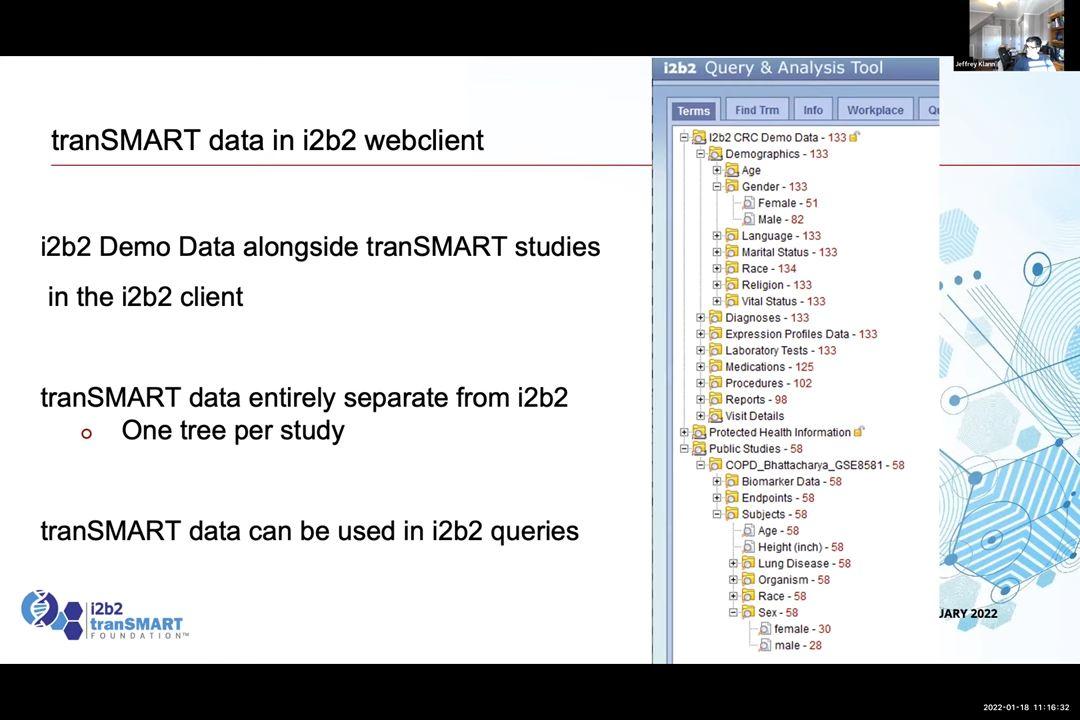 Jeffrey Klann
i2b2 Query & Analysis Tool
Terms Find Trm Info Workplace
tranSMART data in i2b2 webclient
i2b2 Demo Data alongside tranSMART studies
in the i2b2 client
tranSMART data entirely separate from i2b2
o One tree per study
tranSMART data can be used in i2b2 queries
I2b2 CRC Demo Data - 133
Demographics - 133
Age
Gender - 133
Female - 51
Male - 82
Language - 133
Marital Status - 133
Race - 134
Religion - 133
Vital Status - 133
Diagnoses - 133
Expression Profiles Data - 133
Laboratory Tests - 133
Medications - 125
Procedures - 102
Reports - 98
Visit Details
Protected Health Information
Public Studies - 58
COPD_Bhattacharya_GSE8581 - 58
Biomarker Data - 58
Endpoints - 58
Subjects - 58
Age - 58
Height (inch) - 58
Lung Disease - 58
Organism - 58
Race - 58
Sex - 58
female - 30
male - 28
i2b2
tranSMART
FOUNDATION™
UARY 2022
2022-01-18 11:16:32